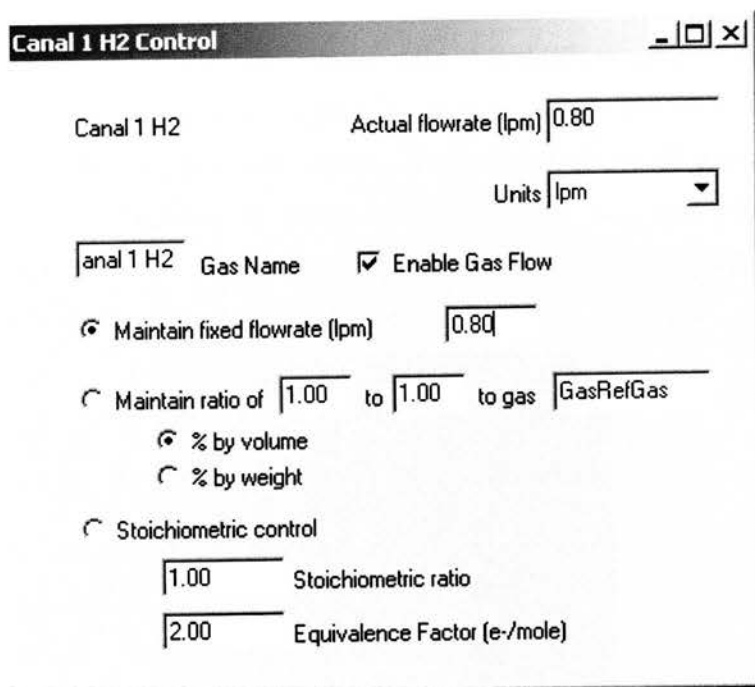 Canal 1 H2 Control
Canal 1 H2 Actual flowrate (lpm) 0.80
Units lpm
anal 1 H2 Gas Name Enable Gas Flow
Maintain fixed flowrate (lpm) 0.80
Maintain ratio of 1.00 to 1.00 to gas GasRefGas
% by volume
% by weight
Stoichiometric control
1.00 Stoichiometric ratio
2.00 Equivalence Factor (e-/mole)